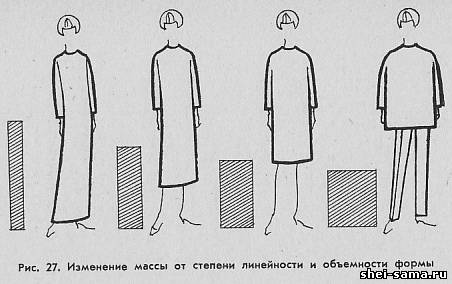 Рис. 27. Изменение массы от степени линейности и объемности формы
shei-sama.ru